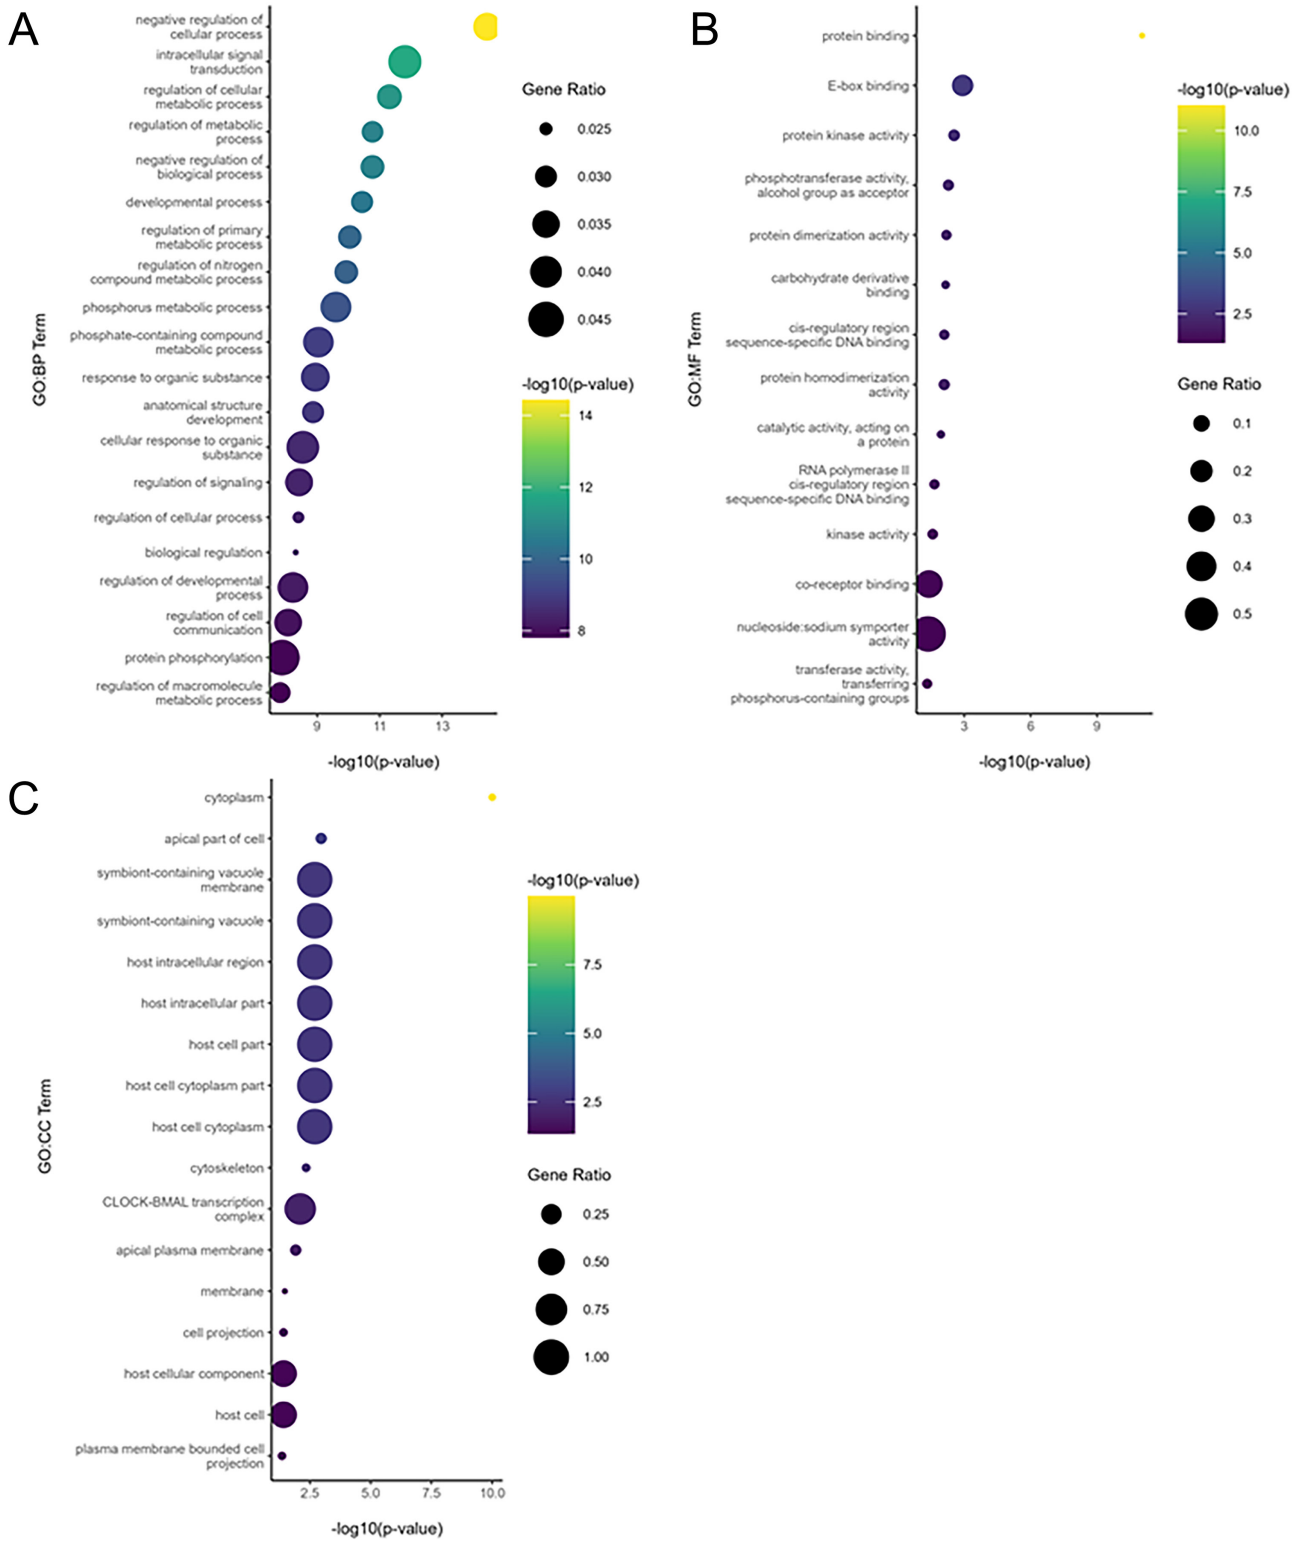 A
negative regulation of
cellular process
intracellular signal
transduction
regulation of cellular
metabolic process
regulation of metabolic
process
negative regulation of
biological process
developmental process
regulation of primary
metabolic process
regulation of nitrogen
compound metabolic process
phosphorus metabolic process
phosphate-containing compound
metabolic process
response to organic substance
anatomical structure
development
cellular response to organic
substance
regulation of signaling
regulation of cellular process
biological regulation
regulation of developmental
process
regulation of cell
communication
protein phosphorylation
regulation of macromolecule
metabolic process
GO:BP Term
9 11 13
-log10(p-value)
Gene Ratio
0.025
0.030
0.035
0.040
0.045
-log10(p-value)
14
12
10
8
B
protein binding
E-box binding
protein kinase activity
phosphotransferase activity,
alcohol group as acceptor
protein dimerization activity
carbohydrate derivative
binding
cis-regulatory region
sequence-specific DNA binding
protein homodimerization
activity
catalytic activity, acting on
a protein
RNA polymerase II
cis-regulatory region
sequence-specific DNA binding
kinase activity
co-receptor binding
nucleoside:sodium symporter
activity
transferase activity,
transferring
phosphorus-containing groups
GO:MF Term
3 6 9
-log10(p-value)
-log10(p-value)
10.0
7.5
5.0
2.5
Gene Ratio
0.1
0.2
0.3
0.4
0.5
C
cytoplasm
apical part of cell
symbiont-containing vacuole
membrane
symbiont-containing vacuole
host intracellular region
host intracellular part
host cell part
host cell cytoplasm part
host cell cytoplasm
cytoskeleton
CLOCK-BMAL transcription
complex
apical plasma membrane
membrane
cell projection
host cellular component
host cell
plasma membrane bounded cell
projection
GO:CC Term
2.5 5.0 7.5 10.0
-log10(p-value)
-log10(p-value)
7.5
5.0
2.5
Gene Ratio
0.25
0.50
0.75
1.00